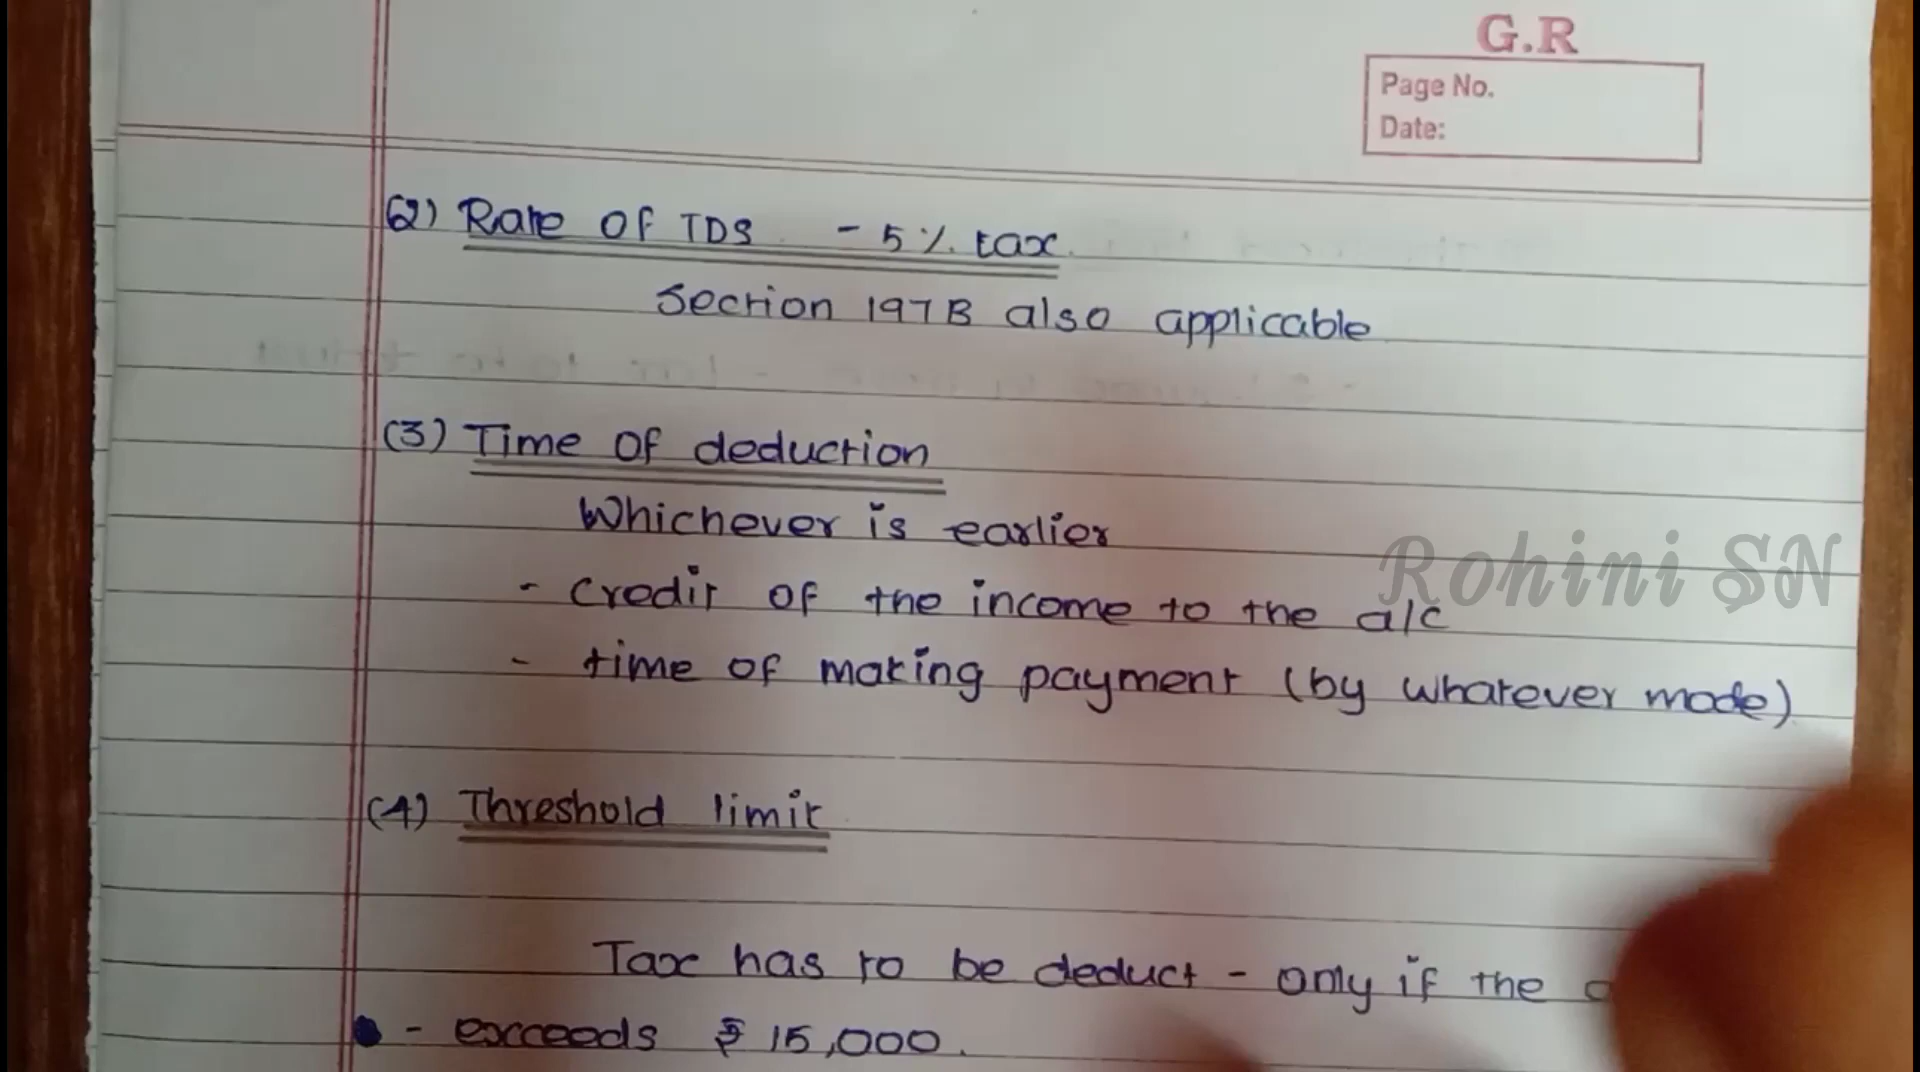 G.R
Page No.
Date:
(2) Rate Of TDS - 5% tax
Section 197B also applicable
(3) Time Of deduction
Whichever is earlier
- credit of the income to the a/c
- time of making payment (by whatever mode)
Rohini SN
(4) Threshold limit
Tax has to be deduct - only if the
- exceeds ₹ 15,000.